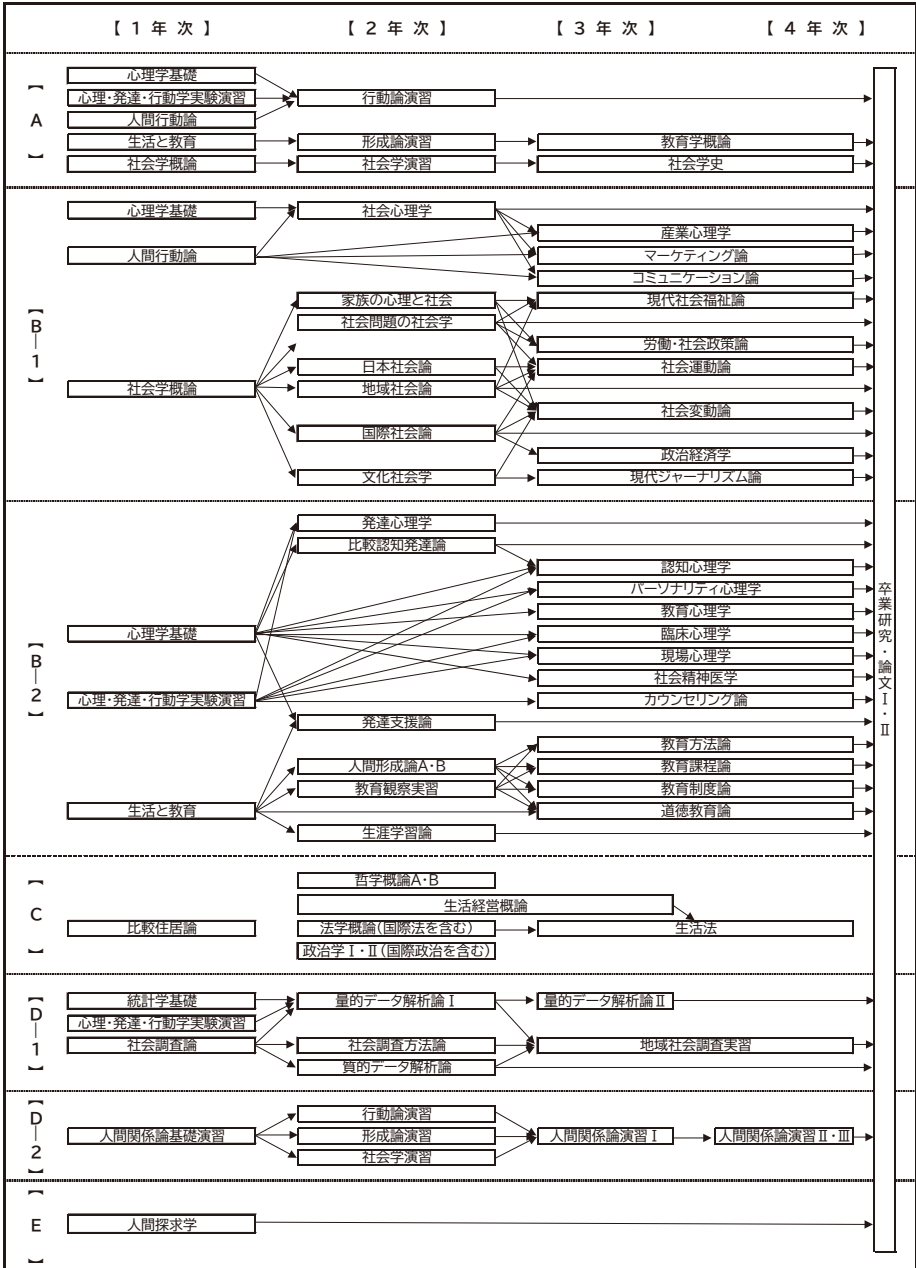 【1年次】 【2年次】 【3年次】 【4年次】
【A】
心理学基礎
心理・発達・行動学実験演習 行動論演習
人間行動論
生活と教育 形成論演習 教育学概論
社会学概論 社会学演習 社会学史
【B―1】
心理学基礎 社会心理学
産業心理学
人間行動論 マーケティング論
コミュニケーション論
家族の心理と社会 現代社会福祉論
社会問題の社会学
労働・社会政策論
日本社会論 社会運動論
社会学概論 地域社会論
社会変動論
国際社会論
政治経済学
文化社会学 現代ジャーナリズム論
【B―2】
発達心理学
比較認知発達論
認知心理学
パーソナリティ心理学
教育心理学
心理学基礎 臨床心理学
現場心理学
社会精神医学
心理・発達・行動学実験演習 カウンセリング論
発達支援論
教育方法論
人間形成論A・B 教育課程論
教育観察実習 教育制度論
生活と教育 道徳教育論
生涯学習論
【C】
哲学概論A・B
生活経営概論
比較住居論 法学概論(国際法を含む) 生活法
政治学Ⅰ・Ⅱ(国際政治を含む)
【D―1】
統計学基礎 量的データ解析論Ⅰ 量的データ解析論Ⅱ
心理・発達・行動学実験演習
社会調査論 社会調査方法論 地域社会調査実習
質的データ解析論
【D―2】
行動論演習
人間関係論基礎演習 形成論演習 人間関係論演習Ⅰ 人間関係論演習Ⅱ・Ⅲ
社会学演習
【E】
人間探求学
卒業研究・論文Ⅰ・Ⅱ